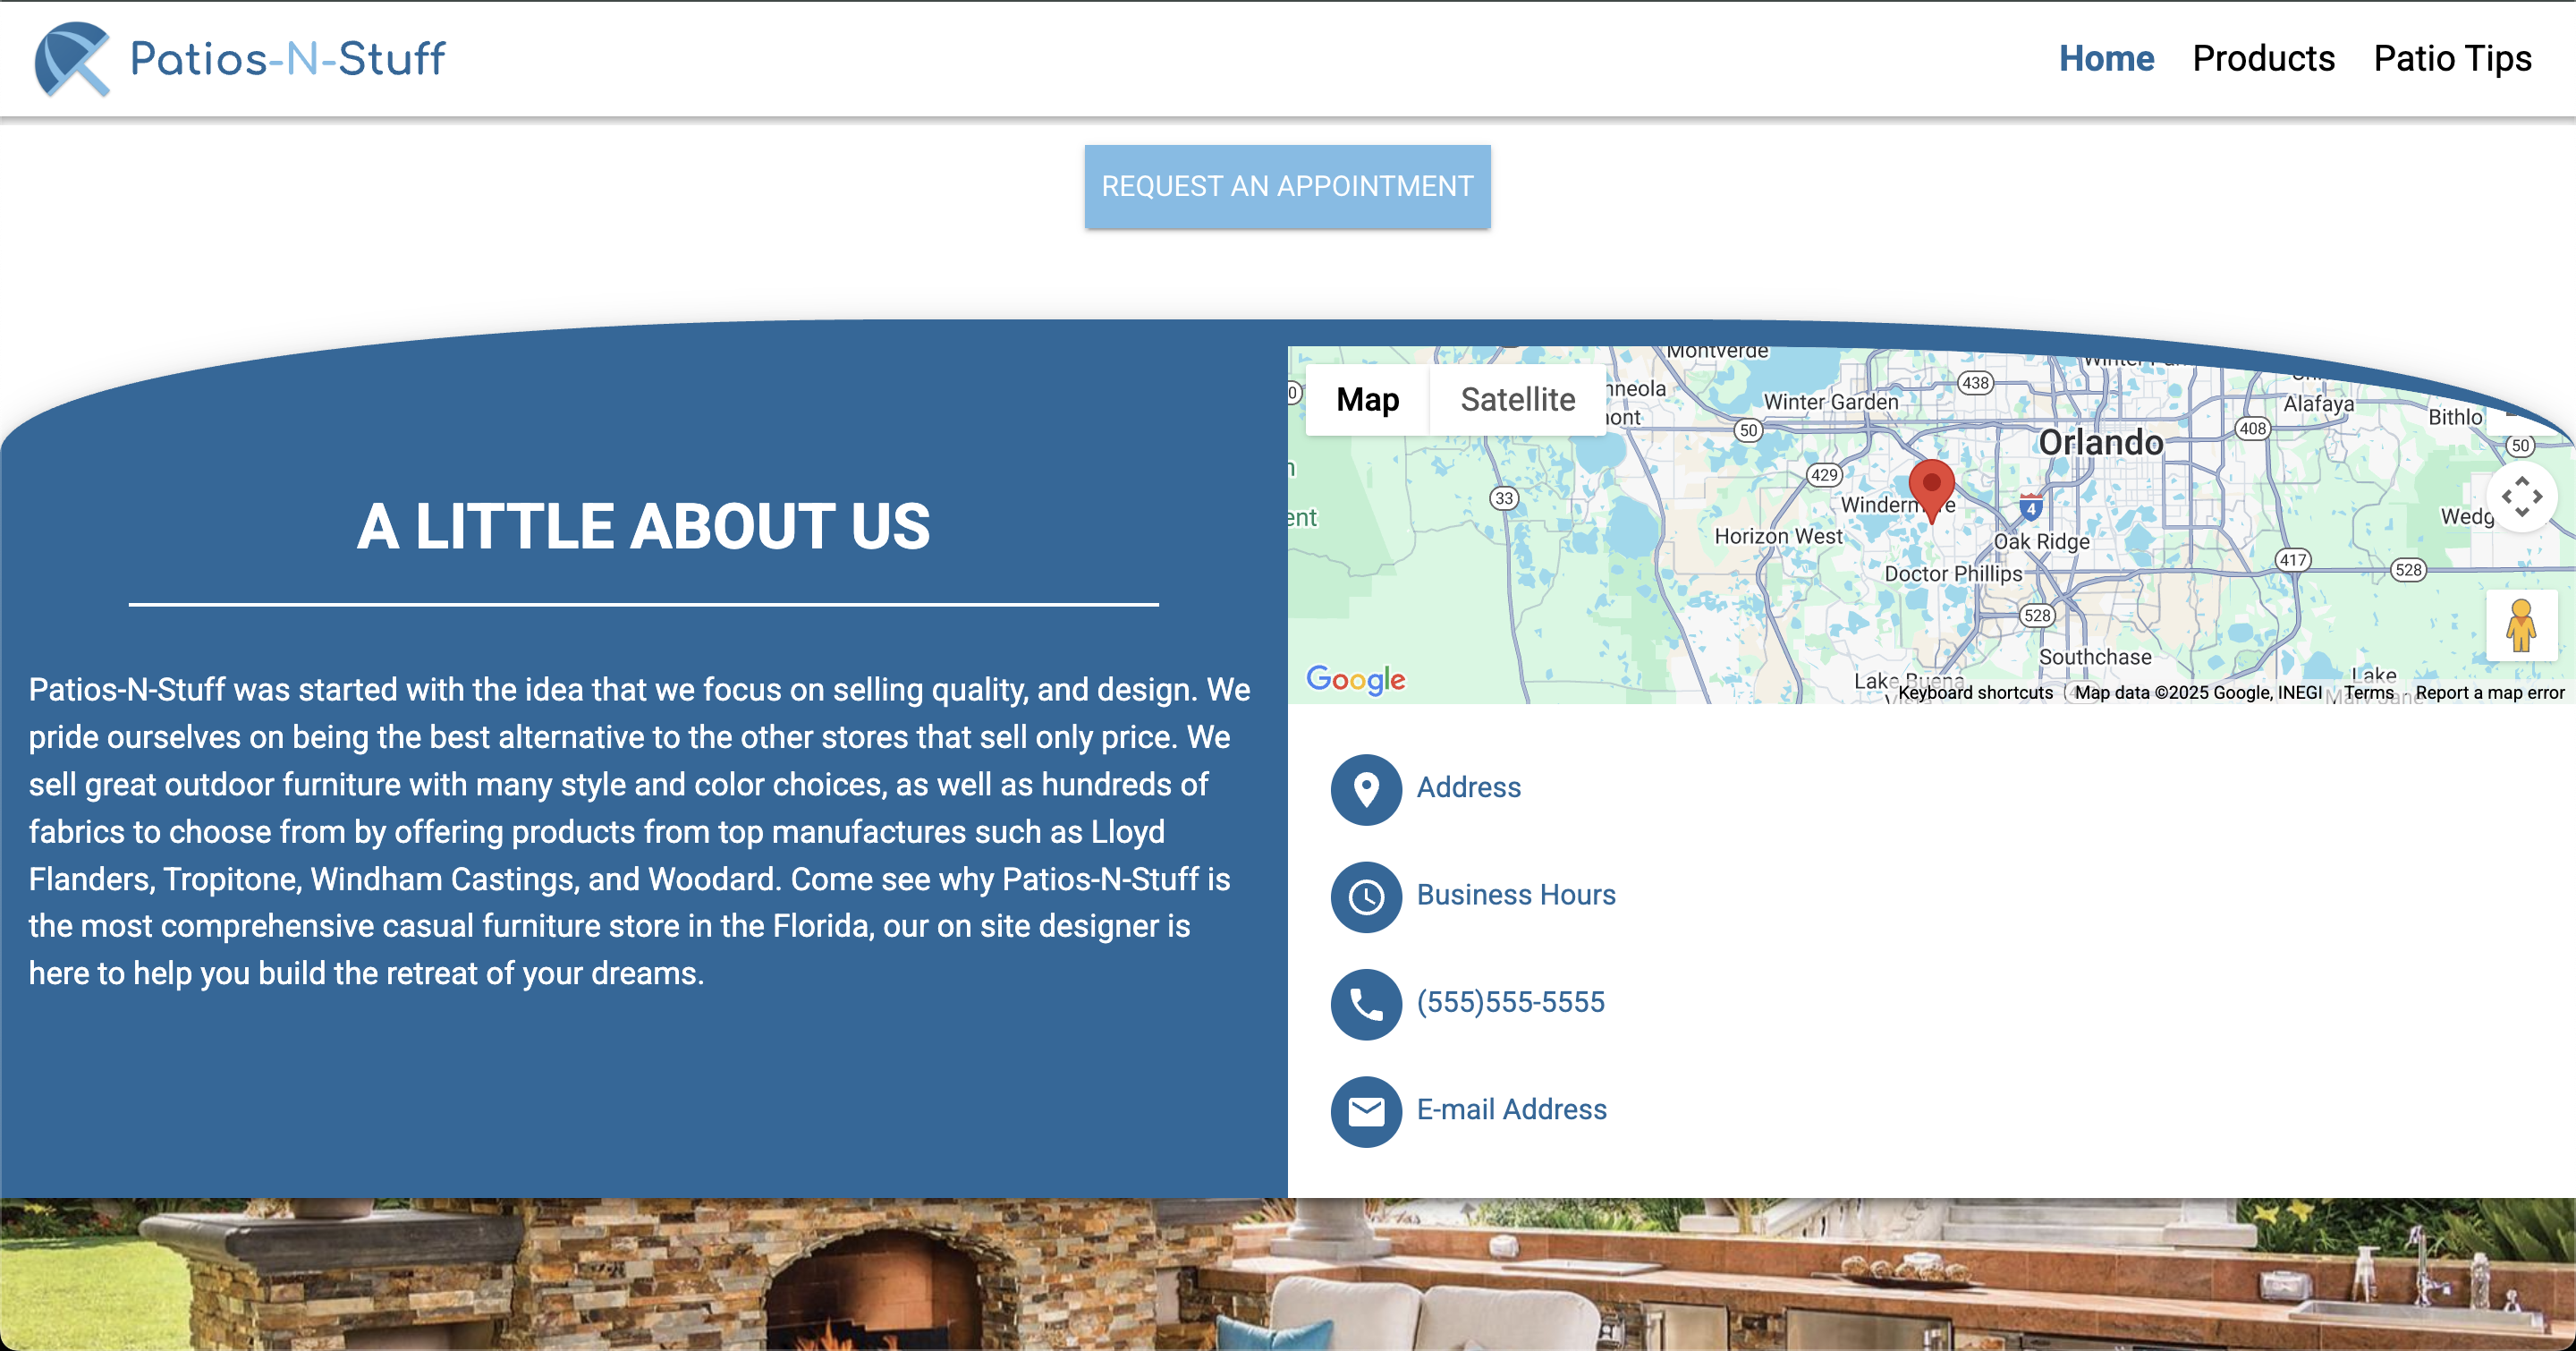 Patios-N-Stuff
Home Products Patio Tips
REQUEST AN APPOINTMENT
A LITTLE ABOUT US
Patios-N-Stuff was started with the idea that we focus on selling quality, and design. We
pride ourselves on being the best alternative to the other stores that sell only price. We
sell great outdoor furniture with many style and color choices, as well as hundreds of
fabrics to choose from by offering products from top manufactures such as Lloyd
Flanders, Tropitone, Windham Castings, and Woodard. Come see why Patios-N-Stuff is
the most comprehensive casual furniture store in the Florida, our on site designer is
here to help you build the retreat of your dreams.
Map Satellite
Montverde
438
Winter Garden
Alafaya
Bithlo
50
408
50
Orlando
429
33
4
Horizon West
Oak Ridge
417
528
Doctor Phillips
528
Southchase
Lake Buena
Lake
Google
Keyboard shortcuts
Map data ©2025 Google, INEGI
Terms
Report a map error
Address
Business Hours
(555)555-5555
E-mail Address